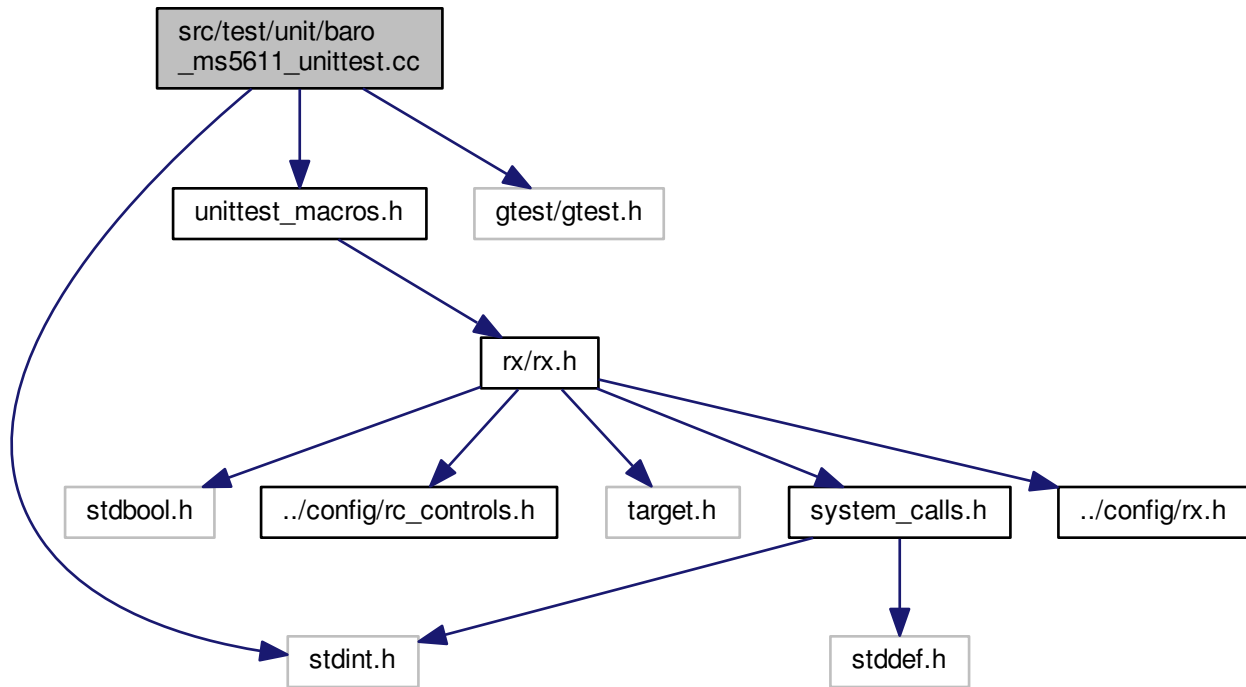 src/test/unit/baro
_ms5611_unittest.cc
unittest_macros.h
gtest/gtest.h
rx/rx.h
stdbool.h
../config/rc_controls.h
target.h
system_calls.h
../config/rx.h
stdint.h
stddef.h